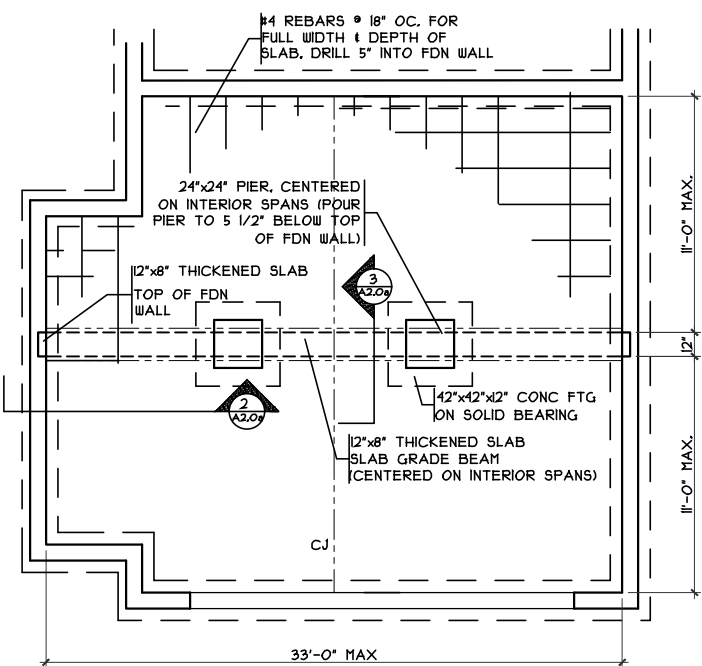 #4 REBARS @ 18" OC. FOR
FULL WIDTH & DEPTH OF
SLAB. DRILL 5" INTO FDN WALL
24"x24" PIER, CENTERED
ON INTERIOR SPANS (POUR
PIER TO 5 1/2" BELOW TOP
OF FDN WALL)
11'-0" MAX.
12"x8" THICKENED SLAB
TOP OF FDN
WALL
3
A2.0a
12"
2
A2.0a
42"x42"x12" CONC FTG
ON SOLID BEARING
12"x8" THICKENED SLAB
SLAB GRADE BEAM
(CENTERED ON INTERIOR SPANS)
11'-0" MAX.
CJ
33'-0" MAX